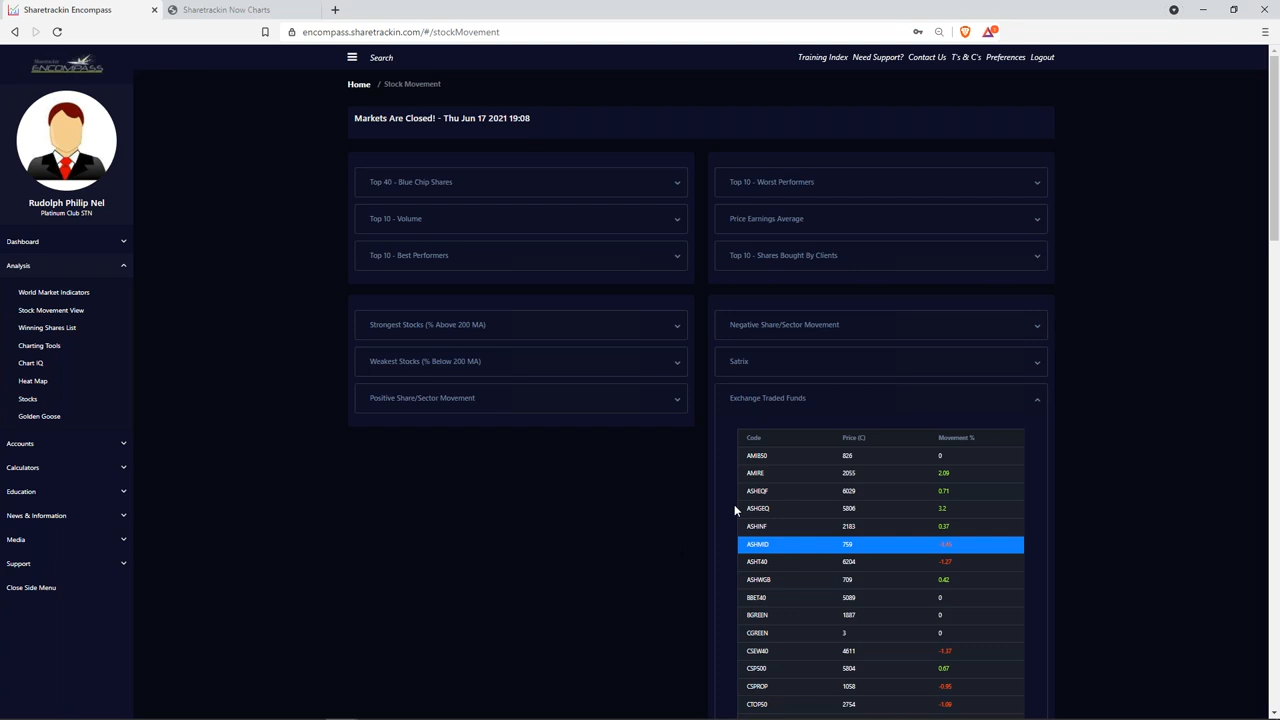 Sharetrackin Encompass
Sharetrackin Now Charts
encompass.sharetrackin.com/#/stockMovement
ENCOMPASS
Search
Training Index Need Support? Contact Us T's & C's Preferences Logout
Home / Stock Movement
Markets Are Closed! - Thu Jun 17 2021 19:08
Rudolph Philip Nel
Platinum Club STN
Dashboard
Analysis
World Market Indicators
Stock Movement View
Winning Shares List
Charting Tools
Chart IQ
Heat Map
Stocks
Golden Goose
Accounts
Calculators
Education
News & Information
Media
Support
Close Side Menu
Top 40 - Blue Chip Shares
Top 10 - Volume
Top 10 - Best Performers
Top 10 - Worst Performers
Price Earnings Average
Top 10 - Shares Bought By Clients
Strongest Stocks (% Above 200 MA)
Weakest Stocks (% Below 200 MA)
Positive Share/Sector Movement
Negative Share/Sector Movement
Satrix
Exchange Traded Funds
Code Price (C) Movement %
AMIB50 826 0
AMIRE 2055 2.09
ASHEQF 6029 0.71
ASHGEQ 5806 3.2
ASHINF 2183 0.37
ASHMID 759
ASHT40 6204 -1.27
ASHWGB 709 0.42
BBET40 5089 0
BGREEN 1887 0
CGREEN 3 0
CSEW40 4611 -1.37
CSP500 5804 0.67
CSPROP 1058 -0.95
CTOP50 2754 -1.06